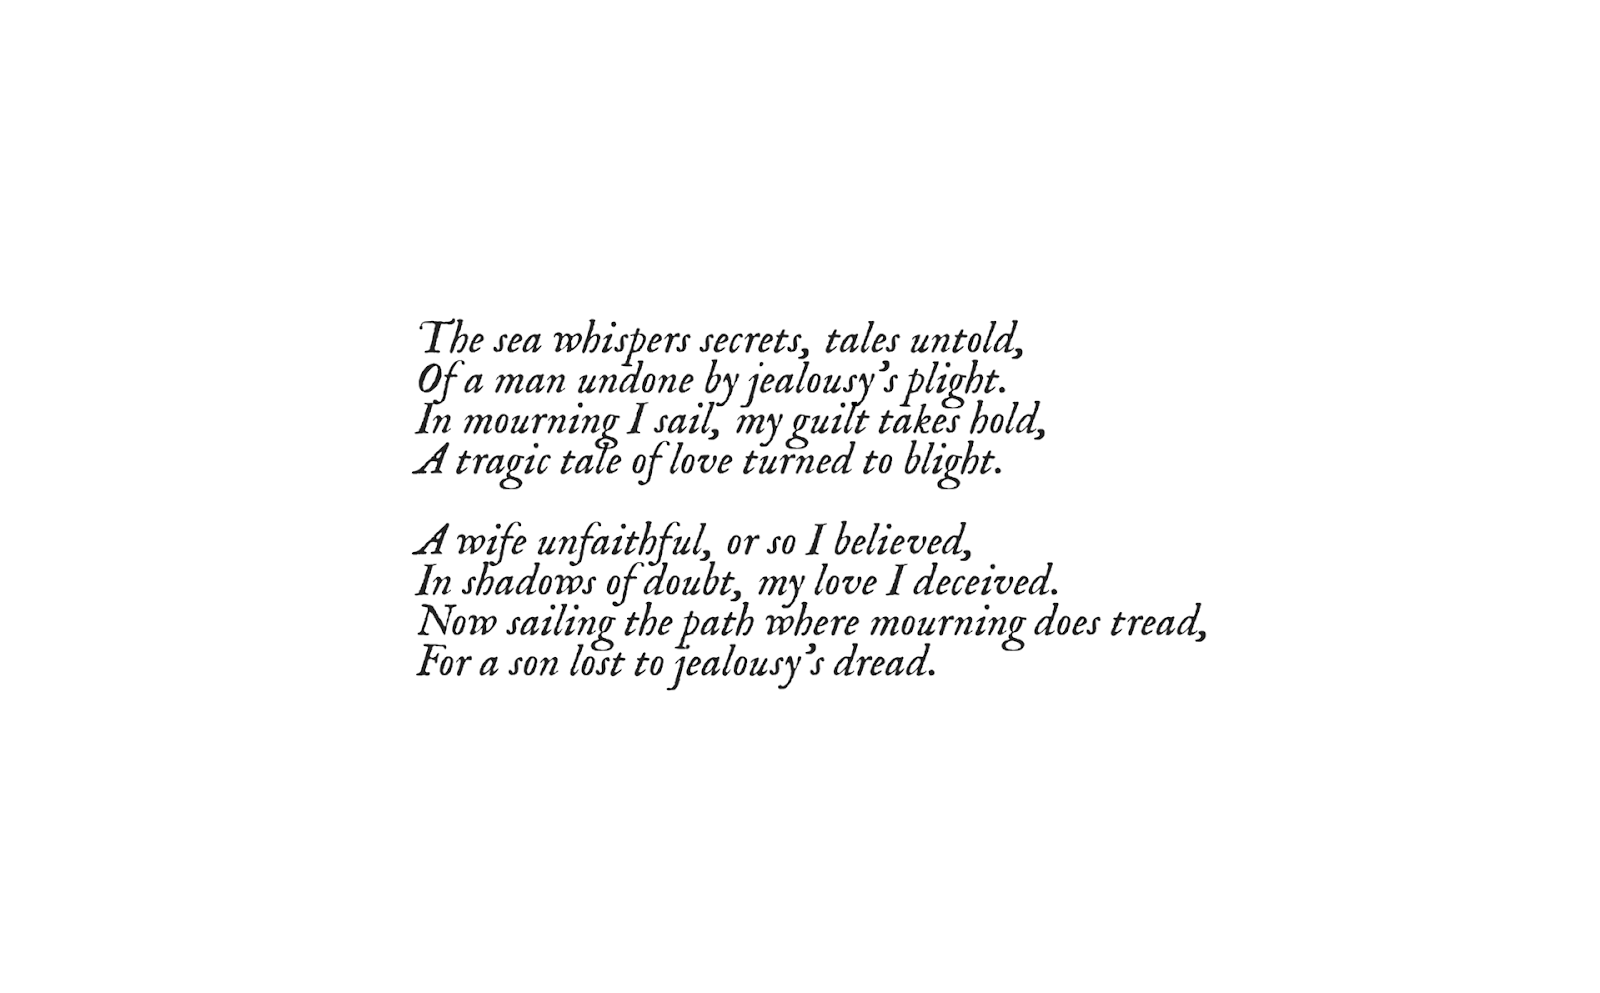 The sea whispers secrets, tales untold,
Of a man undone by jealousy's plight.
In mourning I sail, my guilt takes hold,
A tragic tale of love turned to blight.

A wife unfaithful, or so I believed,
In shadows of doubt, my love I deceived.
Now sailing the path where mourning does tread,
For a son lost to jealousy's dread.